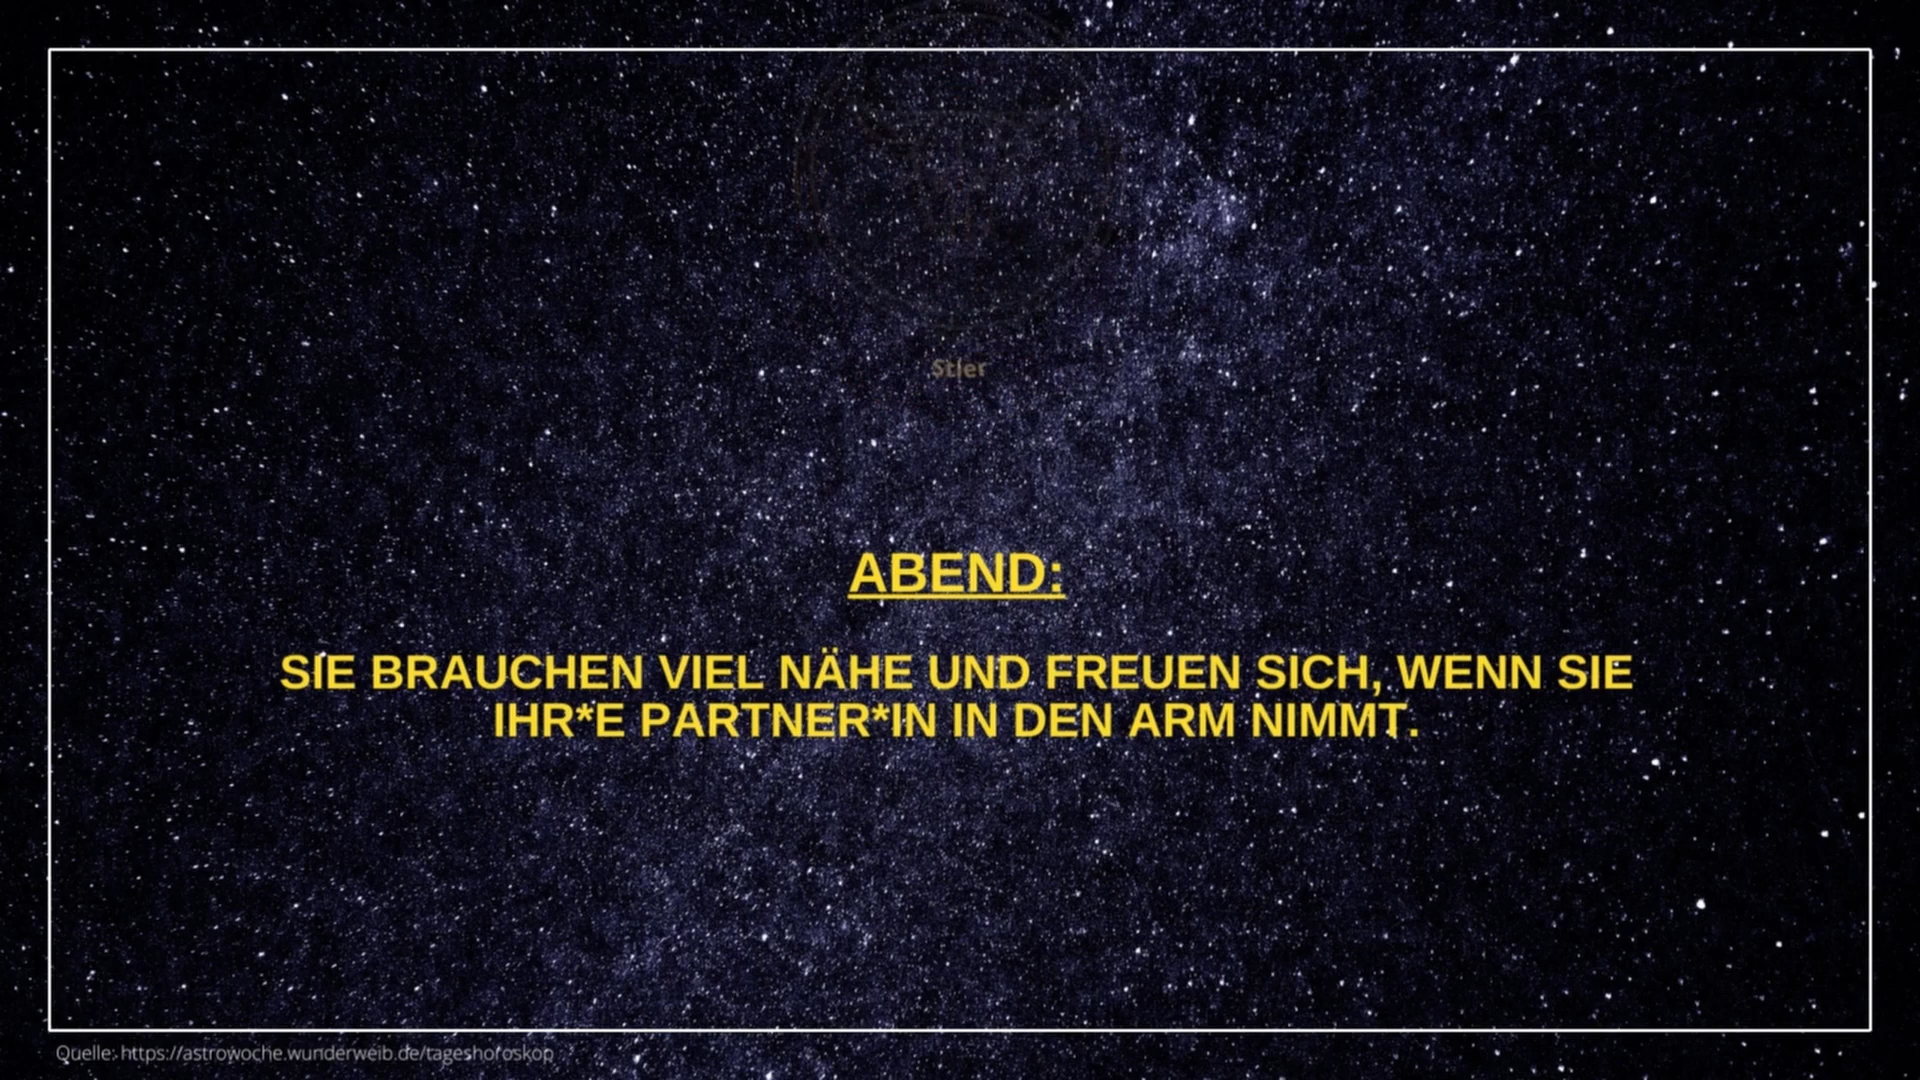 Stier
ABEND:
SIE BRAUCHEN VIEL NÄHE UND FREUEN SICH, WENN SIE
IHR*E PARTNER*IN IN DEN ARM NIMMT.
Quelle: https://astrowoche.wunderweib.de/tageshoroskop